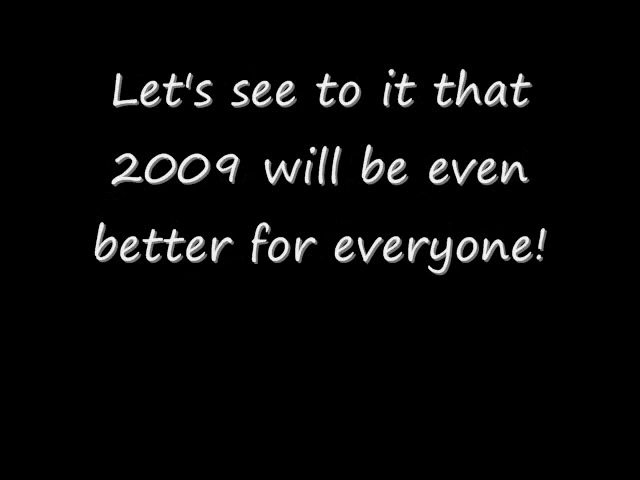 Let's see to it that
2009 will be even
better for everyone!